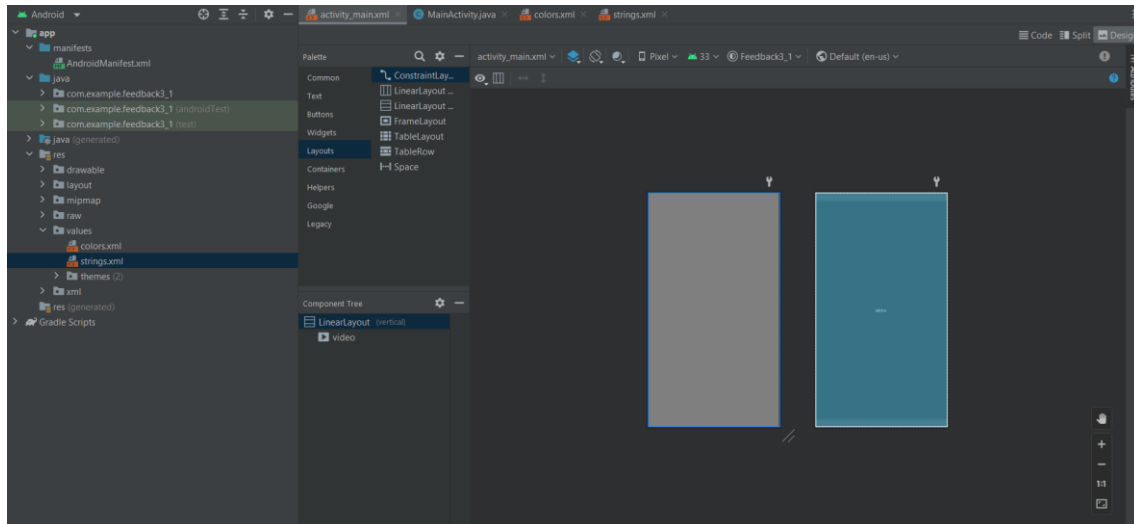 Android
activity_main.xml
MainActivity.java
colors.xml
strings.xml
app
manifests
AndroidManifest.xml
java
com.example.feedback3_1
com.example.feedback3_1 (androidTest)
com.example.feedback3_1 (test)
java (generated)
res
drawable
layout
mipmap
raw
values
colors.xml
strings.xml
themes (2)
xml
res (generated)
Gradle Scripts
Code
Split
Desig
Palette
Common
Text
Buttons
Widgets
Layouts
Containers
Helpers
Google
Legacy
ConstraintLay...
LinearLayout ...
LinearLayout ...
FrameLayout
TableLayout
TableRow
Space
activity_main.xml
Pixel
33
Feedback3_1
Default (en-us)
Attributes
Component Tree
LinearLayout (vertical)
video
1:1